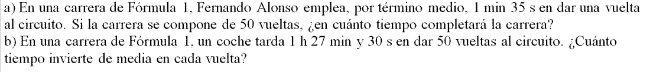 a) En una carrera de Fórmula 1, Fernando Alonso emplea, por término medio, 1 min 35 s en dar una vuelta
al circuito. Si la carrera se compone de 50 vueltas, ¿en cuánto tiempo completará la carrera?
b) En una carrera de Fórmula 1, un coche tarda 1 h 27 min y 30 s en dar 50 vueltas al circuito. ¿Cuánto
tiempo invierte de media en cada vuelta?